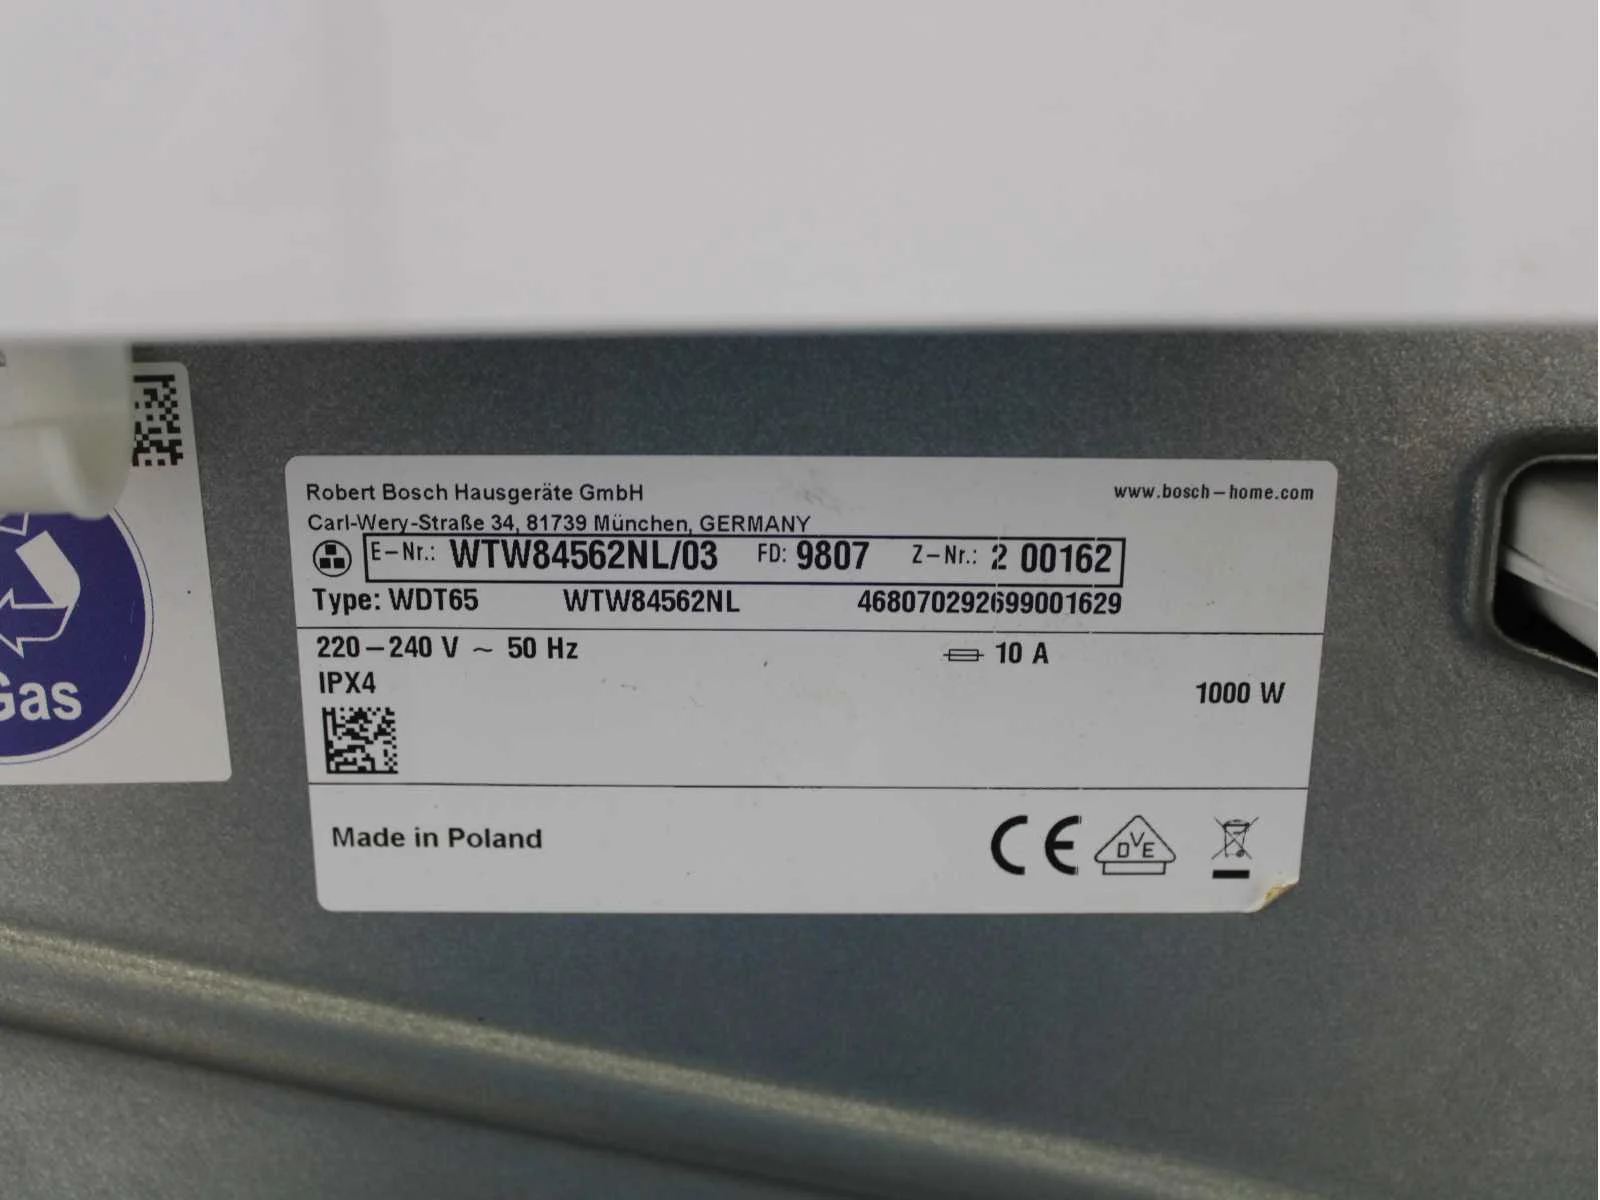 Robert Bosch Hausgeräte GmbH
www.bosch-home.com
Carl-Wery-Straße 34, 81739 München, GERMANY
E-Nr.: WTW84562NL/03 FD: 9807 Z-Nr.: 2 00162
Type: WDT65 WTW84562NL 468070292699001629
220-240 V ~ 50 Hz 10 A
IPX4
1000 W
Made in Poland
CE
DVE
Gas